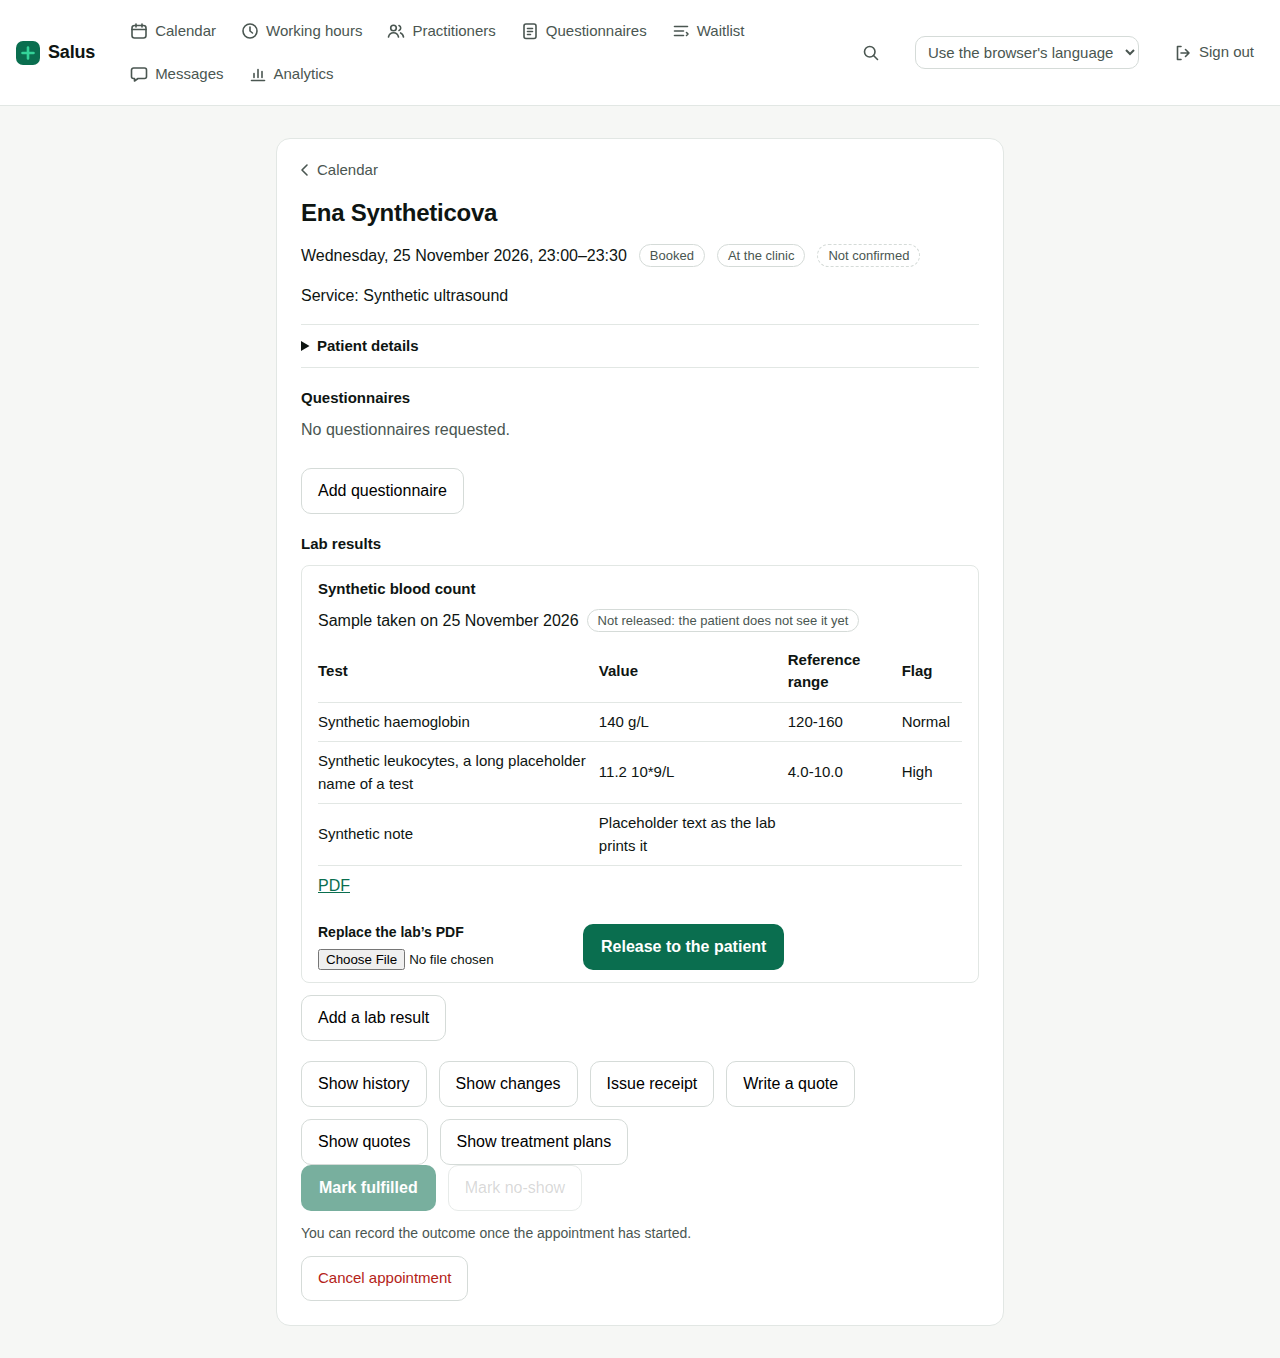 Salus
Calendar
Working hours
Practitioners
Questionnaires
Waitlist
Messages
Analytics
Use the browser's language
Sign out
Calendar
Ena Syntheticova
Wednesday, 25 November 2026, 23:00–23:30
Booked
At the clinic
Not confirmed
Service: Synthetic ultrasound
Patient details
Questionnaires
No questionnaires requested.
Add questionnaire
Lab results
Synthetic blood count
Sample taken on 25 November 2026
Not released: the patient does not see it yet
Test
Value
Reference range
Flag
Synthetic haemoglobin
140 g/L
120-160
Normal
Synthetic leukocytes, a long placeholder
name of a test
11.2 10*9/L
4.0-10.0
High
Synthetic note
Placeholder text as the lab
prints it
PDF
Replace the lab’s PDF
Choose File No file chosen
Release to the patient
Add a lab result
Show history
Show changes
Issue receipt
Write a quote
Show quotes
Show treatment plans
Mark fulfilled
Mark no-show
You can record the outcome once the appointment has started.
Cancel appointment